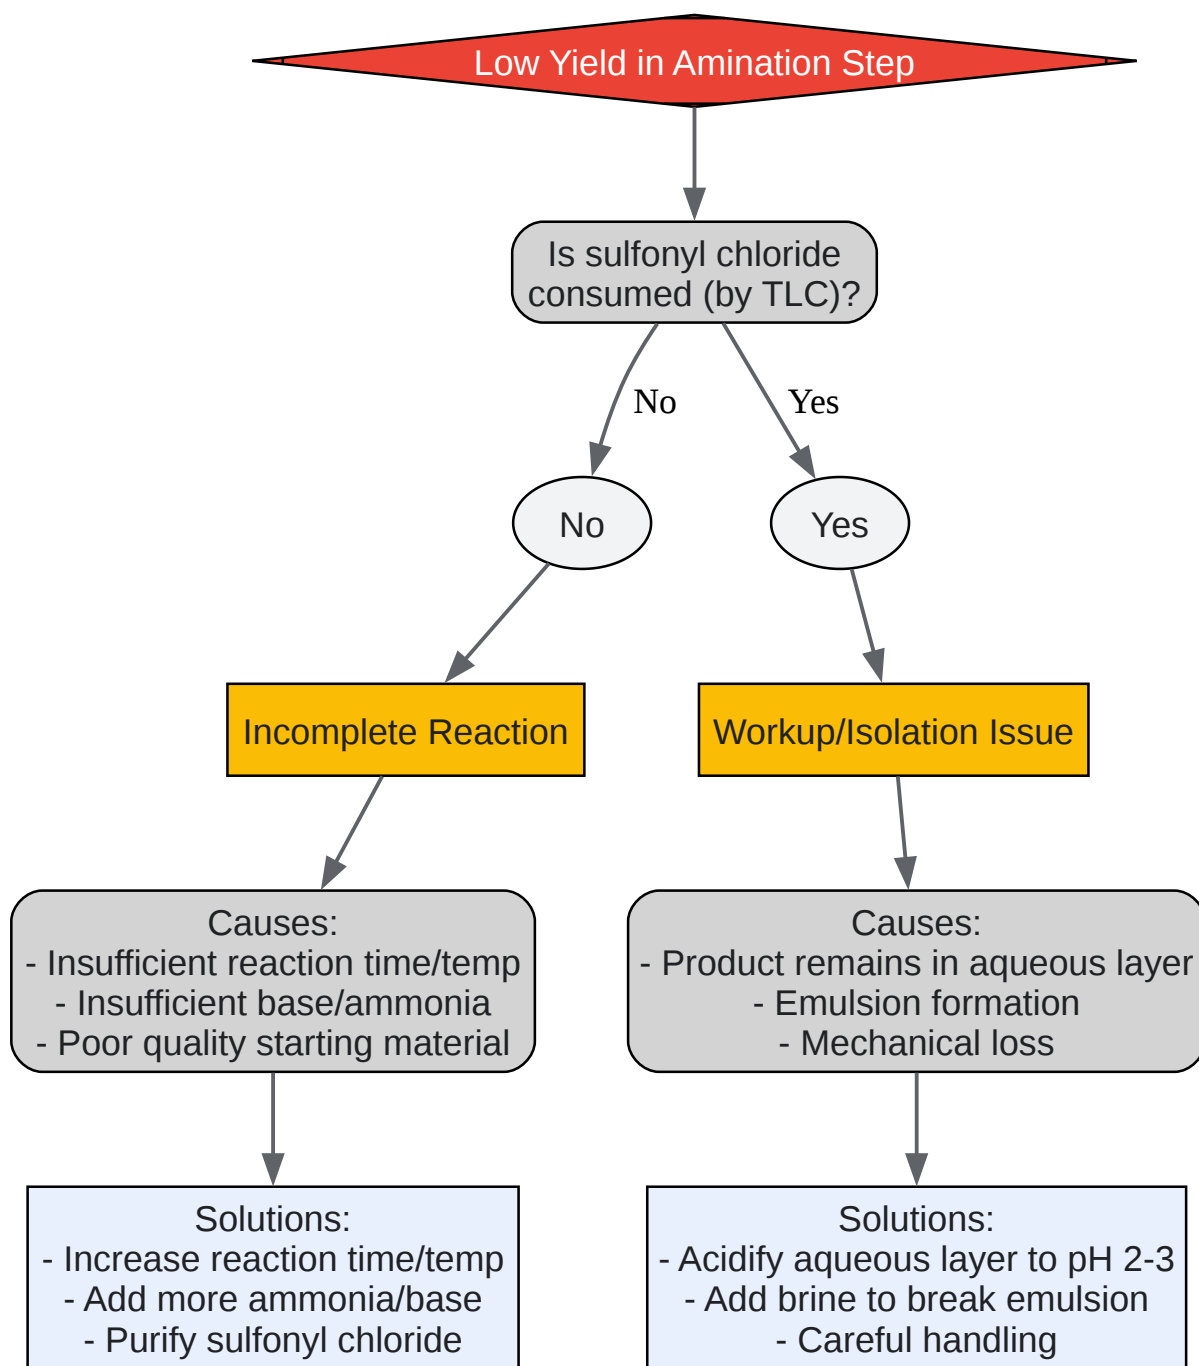 Low Yield in Amination Step
Is sulfonyl chloride
consumed (by TLC)?
No
Yes
No
Yes
Incomplete Reaction
Workup/Isolation Issue
Causes:
- Insufficient reaction time/temp
- Insufficient base/ammonia
- Poor quality starting material
Causes:
- Product remains in aqueous layer
- Emulsion formation
- Mechanical loss
Solutions:
- Increase reaction time/temp
- Add more ammonia/base
- Purify sulfonyl chloride
Solutions:
- Acidify aqueous layer to pH 2-3
- Add brine to break emulsion
- Careful handling